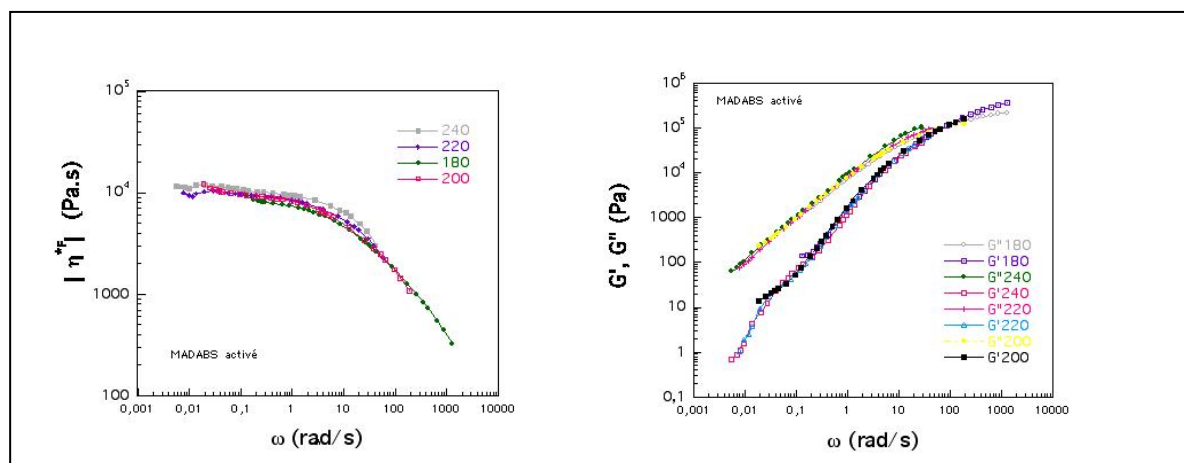 10⁵
10⁴
1000
100
| η*F | (Pa.s)
MADABS activé
240
220
180
200
0,001 0,01 0,1 1 10 100 1000 10000
ω (rad/s)
10⁶
10⁵
10⁴
1000
100
10
1
0,1
G', G'' (Pa)
MADABS activé
G''180
G'180
G''240
G'240
G''220
G'220
G''200
G'200
0,001 0,01 0,1 1 10 100 1000 10000
ω (rad/s)